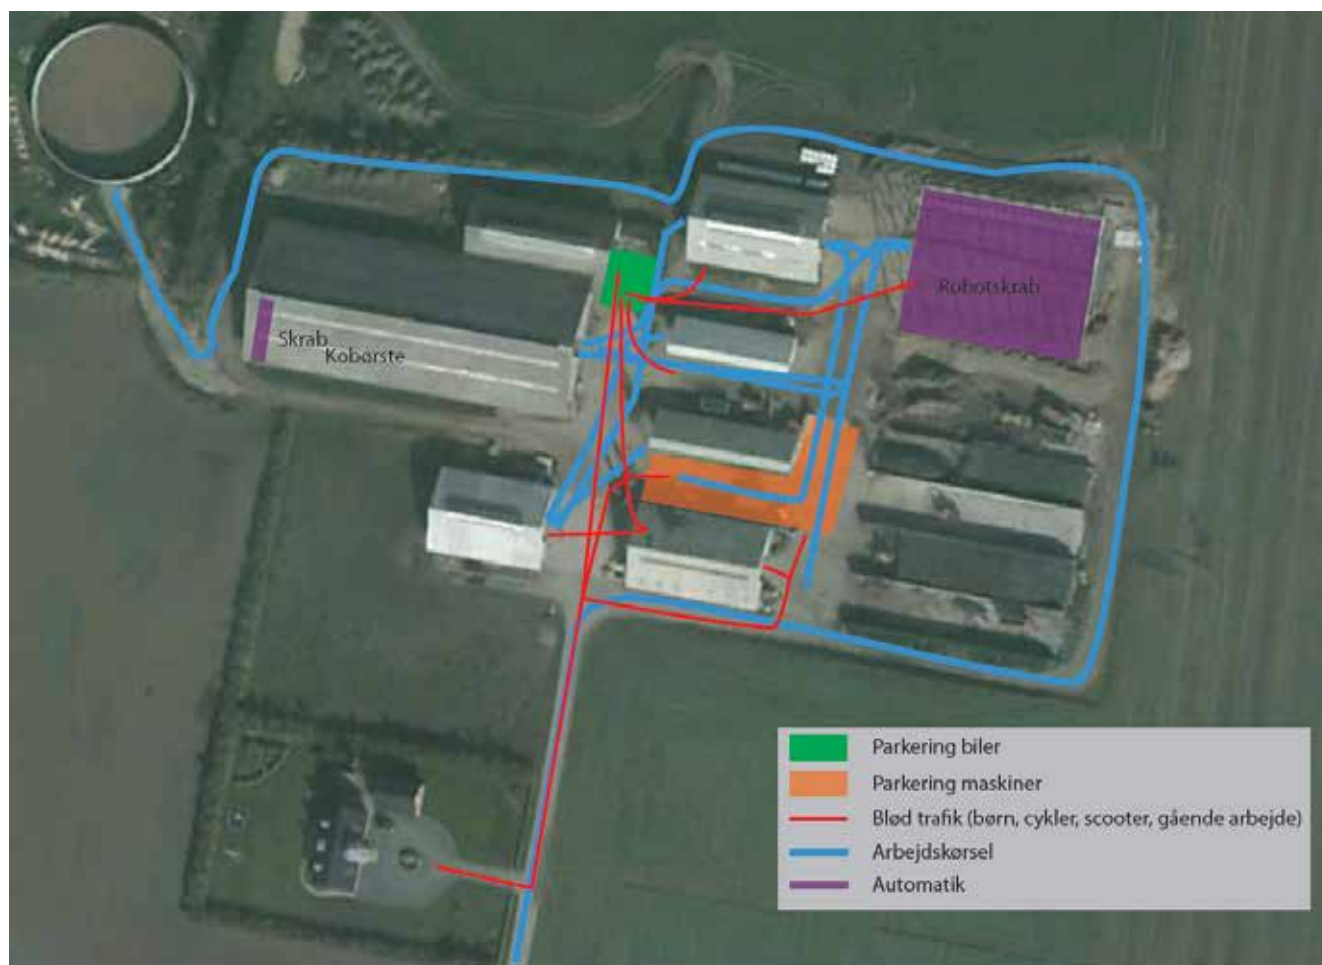 Robotskrab
Skrab
Kobørste
Parkering biler
Parkering maskiner
Blød trafik (børn, cykler, scooter, gående arbejde)
Arbejdskørsel
Automatik